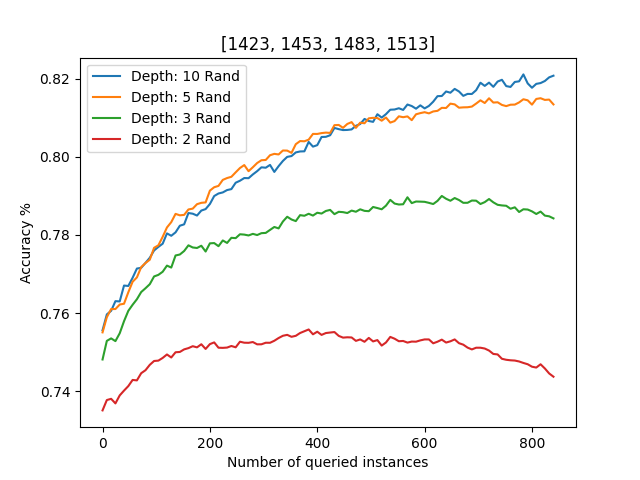 [1423, 1453, 1483, 1513]
Depth: 10 Rand
Depth: 5 Rand
Depth: 3 Rand
Depth: 2 Rand
0.82
0.80
0.78
0.76
0.74
Accuracy %
0 200 400 600 800
Number of queried instances